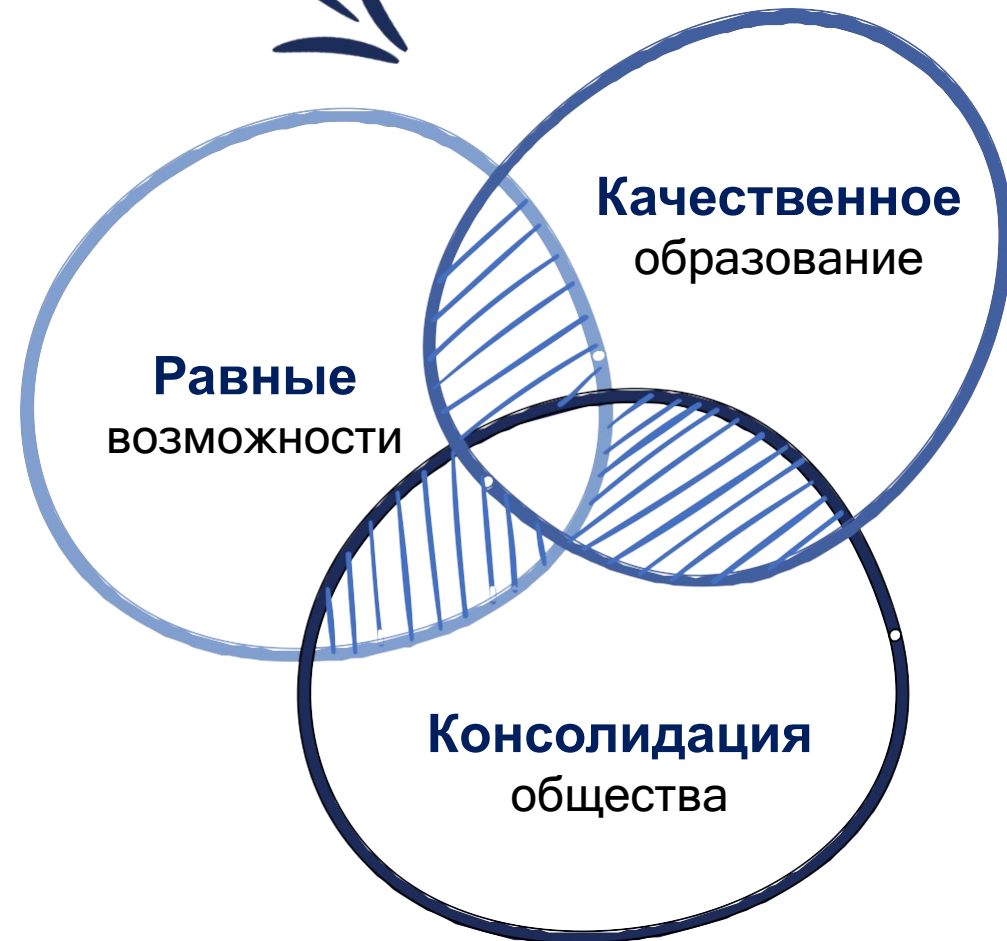 Качественное
образование
Равные
возможности
Консолидация
общества